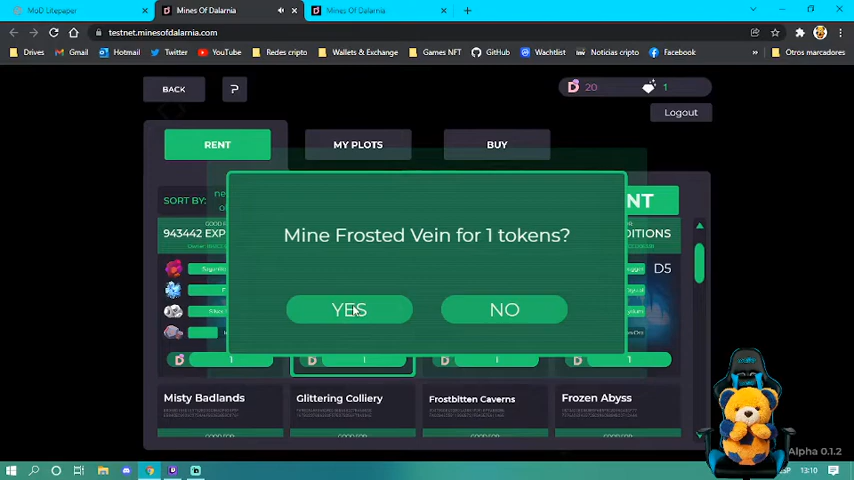 MoD Litepaper
Mines Of Dalarnia
Mines Of Dalarnia
testnet.minesofdalarnia.com
Drives
Gmail
Hotmail
Twitter
YouTube
Redes cripto
Wallets & Exchange
Games NFT
GitHub
Wachtlist
Noticias cripto
Facebook
Otros marcadores
BACK
20
1
Logout
RENT
MY PLOTS
BUY
SORT BY:
NT
943442 EXP
DITIONS
Mine Frosted Vein for 1 tokens?
D5
YES
NO
1
1
1
1
Misty Badlands
Glittering Colliery
Frostbitten Caverns
Frozen Abyss
Alpha 0.1.2
13:10